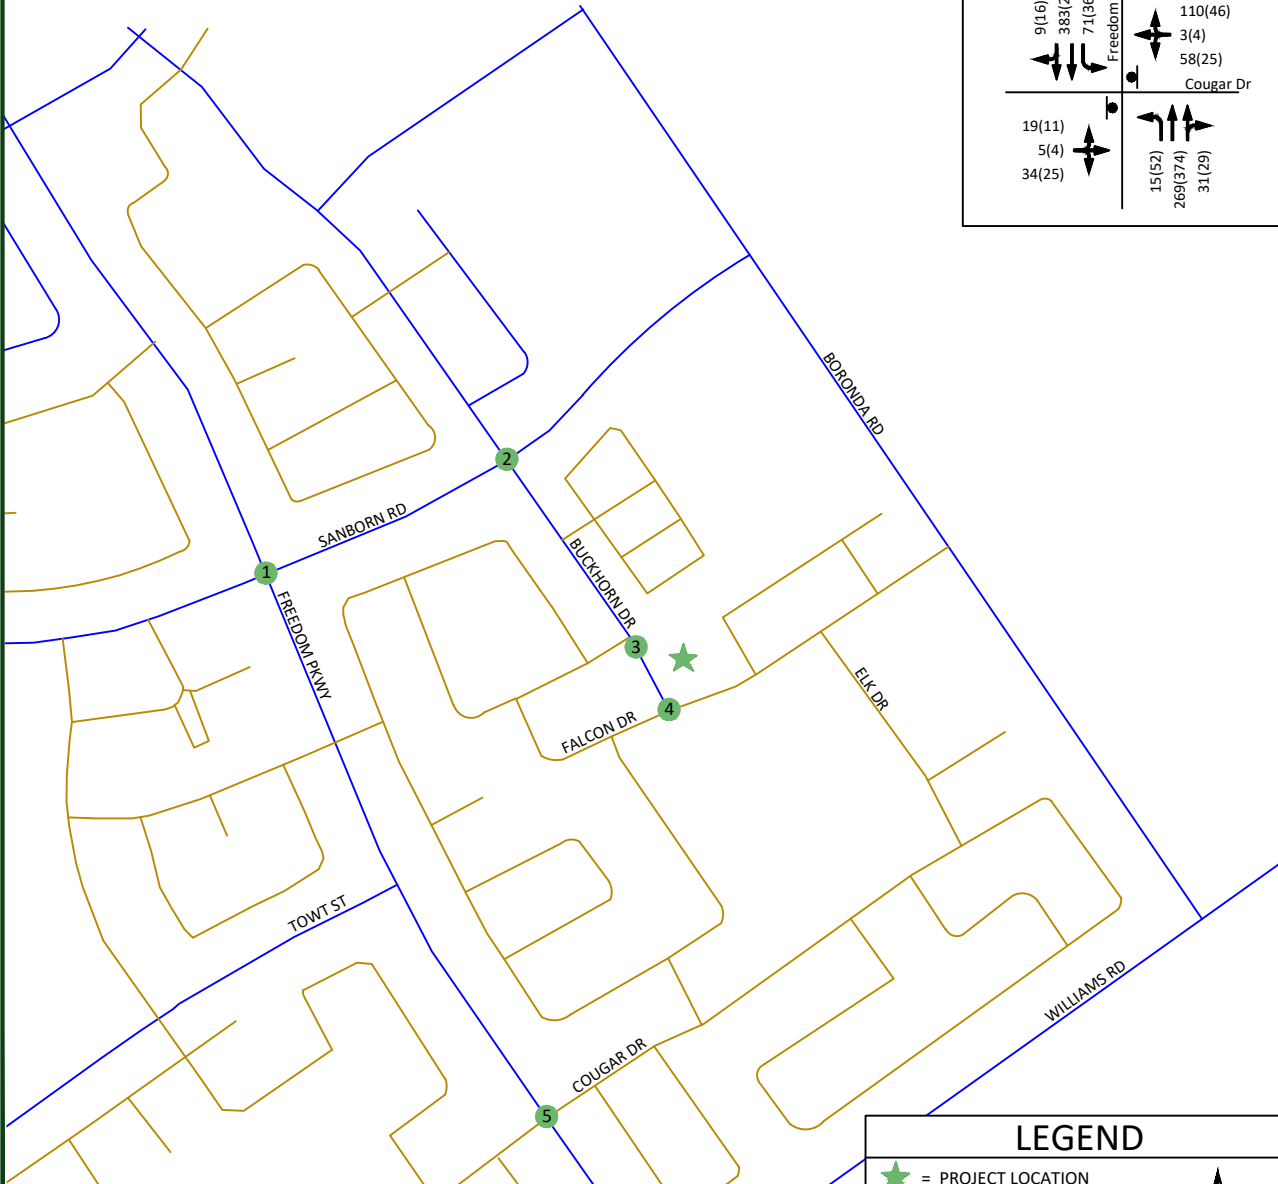 9(16)
71(36
Freedom
110(46)
3(4)
58(25)
Cougar Dr
19(11)
5(4)
34(25)
15(52)
269(374)
31(29)
BORONDA RD
2
SANBORN RD
1
BUCKHORN DR
FREEDOM PKWY
3
4
FALCON DR
ELK DR
TOWT ST
WILLIAMS RD
COUGAR DR
5
LEGEND
= PROJECT LOCATION